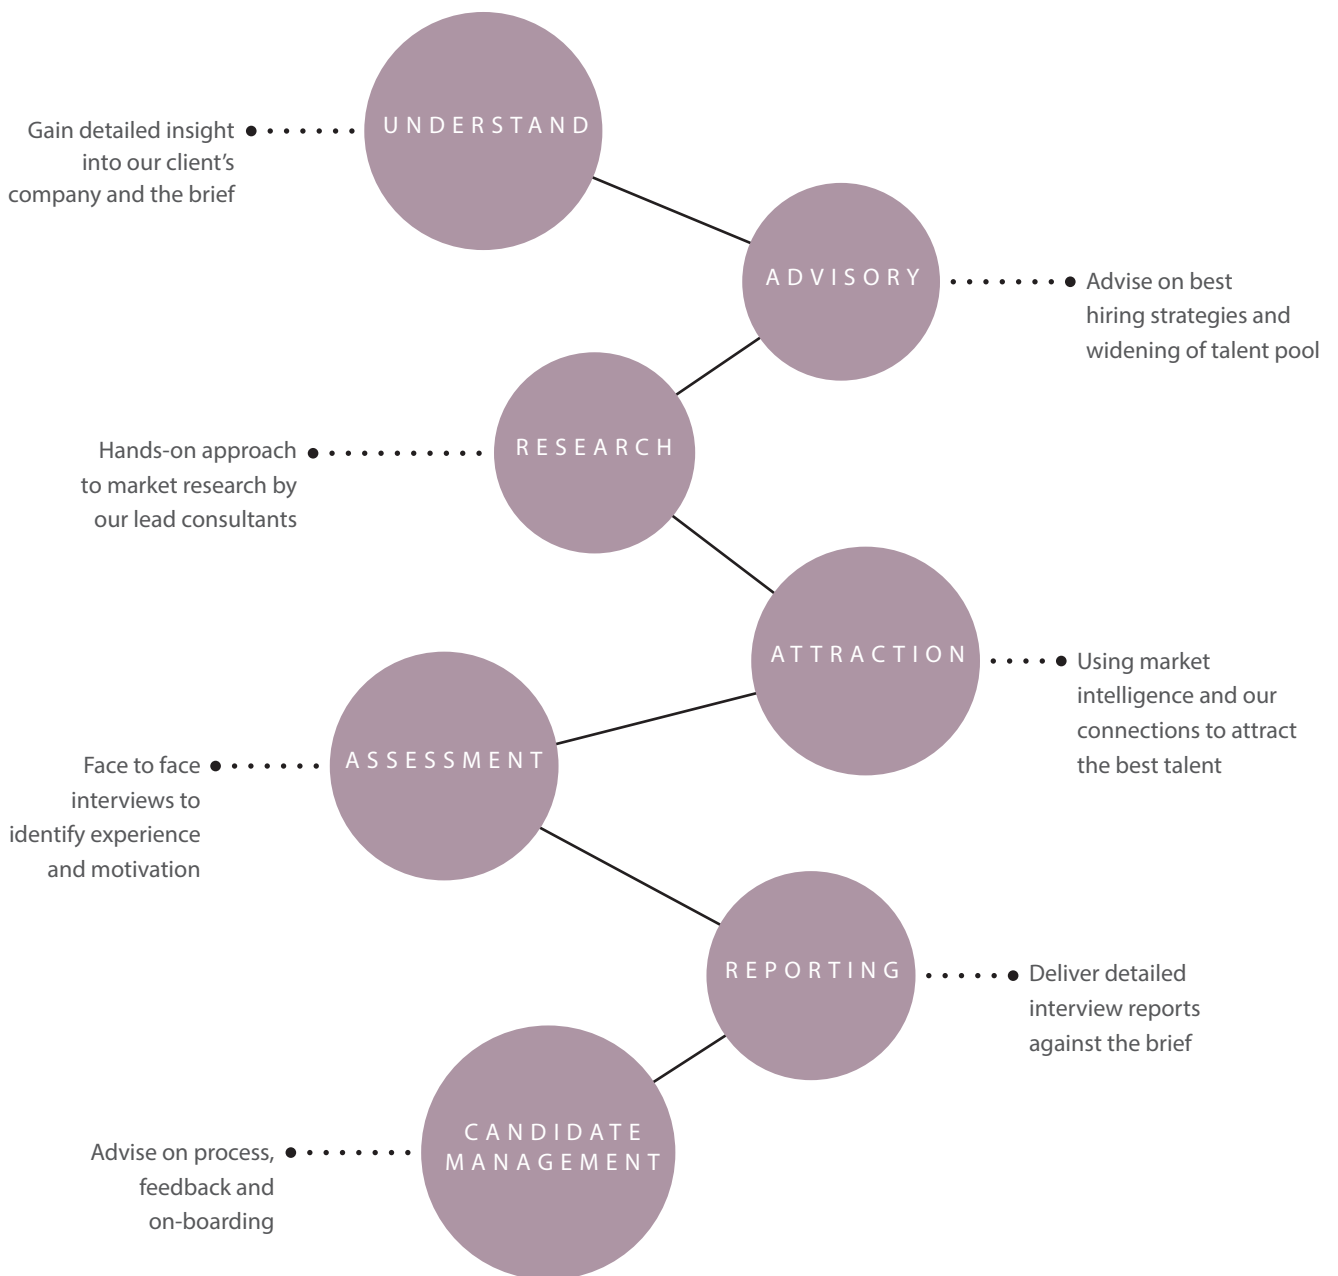 UNDERSTAND
Gain detailed insight
into our client’s
company and the brief
ADVISORY
Advise on best
hiring strategies and
widening of talent pool
RESEARCH
Hands-on approach
to market research by
our lead consultants
ATTRACTION
Using market
intelligence and our
connections to attract
the best talent
ASSESSMENT
Face to face
interviews to
identify experience
and motivation
REPORTING
Deliver detailed
interview reports
against the brief
CANDIDATE
MANAGEMENT
Advise on process,
feedback and
on-boarding